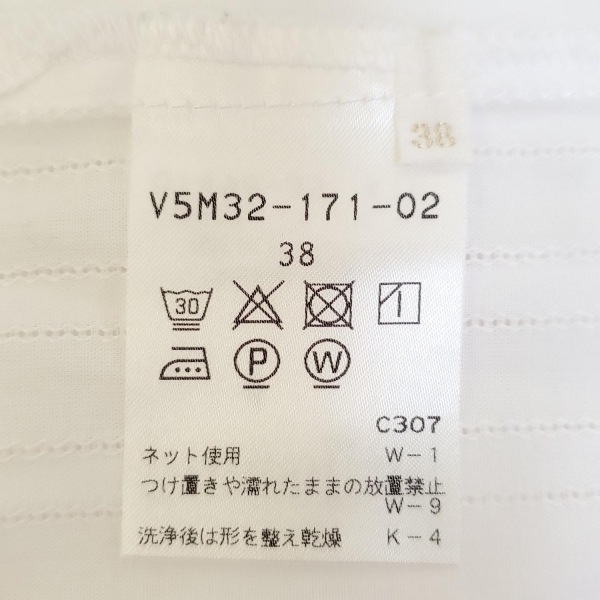 38
V5M32-171-02
38
30
P W
C307
ネット使用 W-1
つけ置きや濡れたままの放置禁止
W-9
洗浄後は形を整え乾燥 K-4